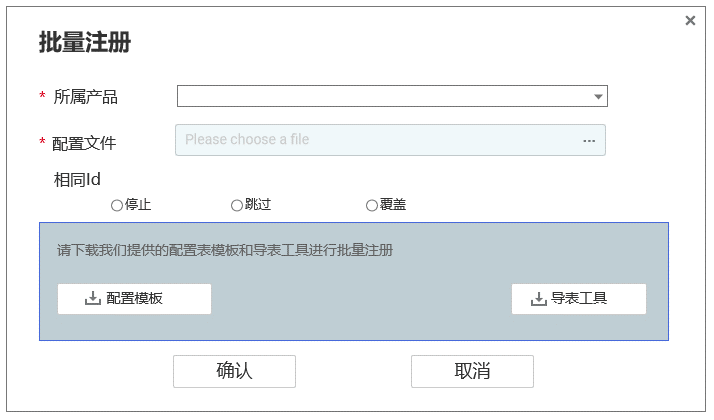 批量注册
* 所属产品
* 配置文件 Please choose a file ...
相同Id
停止 跳过 覆盖
请下载我们提供的配置表模板和导表工具进行批量注册
配置模板 导表工具
确认 取消